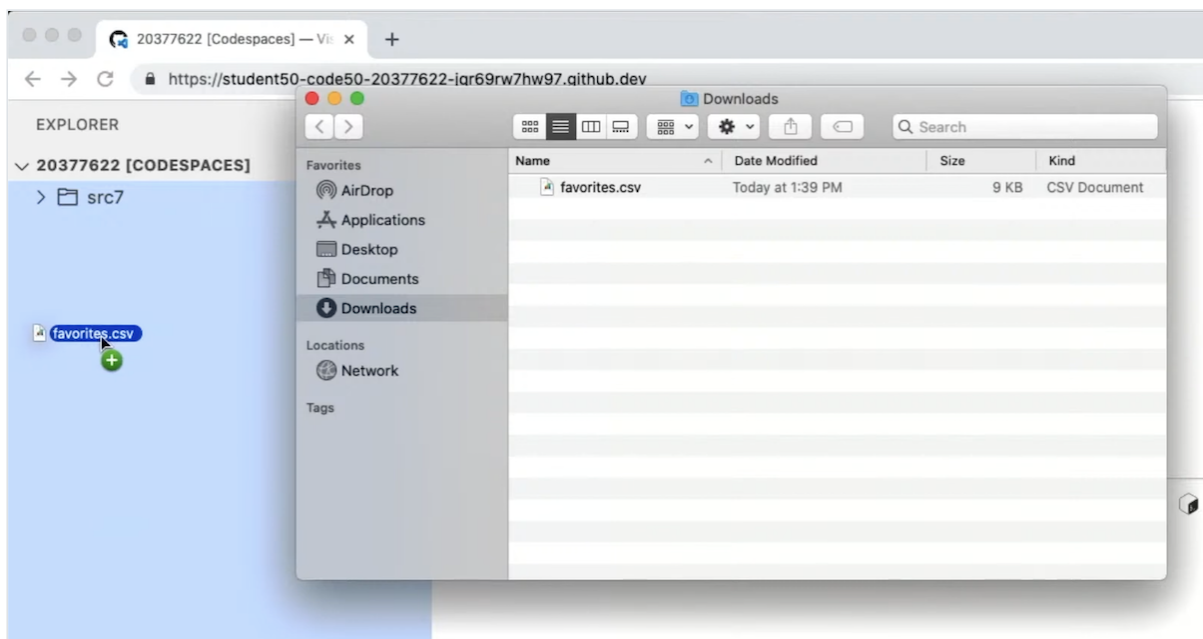 20377622 [Codespaces] — Vi
https://student50-code50-20377622-jgr69rw7hw97.github.dev
EXPLORER
20377622 [CODESPACES]
src7
favorites.csv
Downloads
Search
Favorites
AirDrop
Applications
Desktop
Documents
Downloads
Locations
Network
Tags
Name Date Modified Size Kind
favorites.csv Today at 1:39 PM 9 KB CSV Document